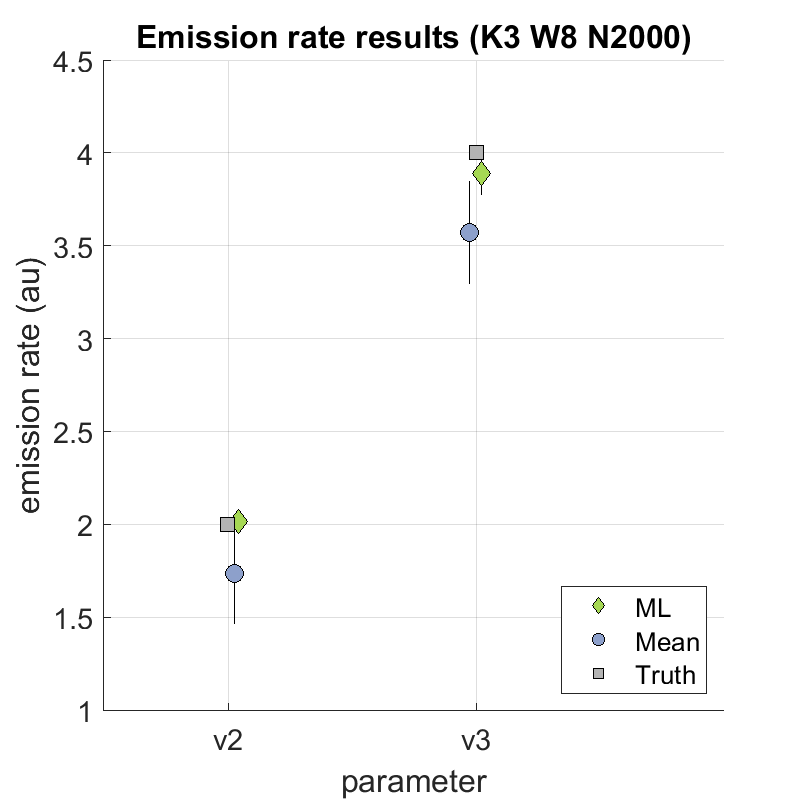 Emission rate results (K3 W8 N2000)
4.5
4
3.5
3
2.5
2
1.5
1
emission rate (au)
ML
Mean
Truth
v2 v3
parameter